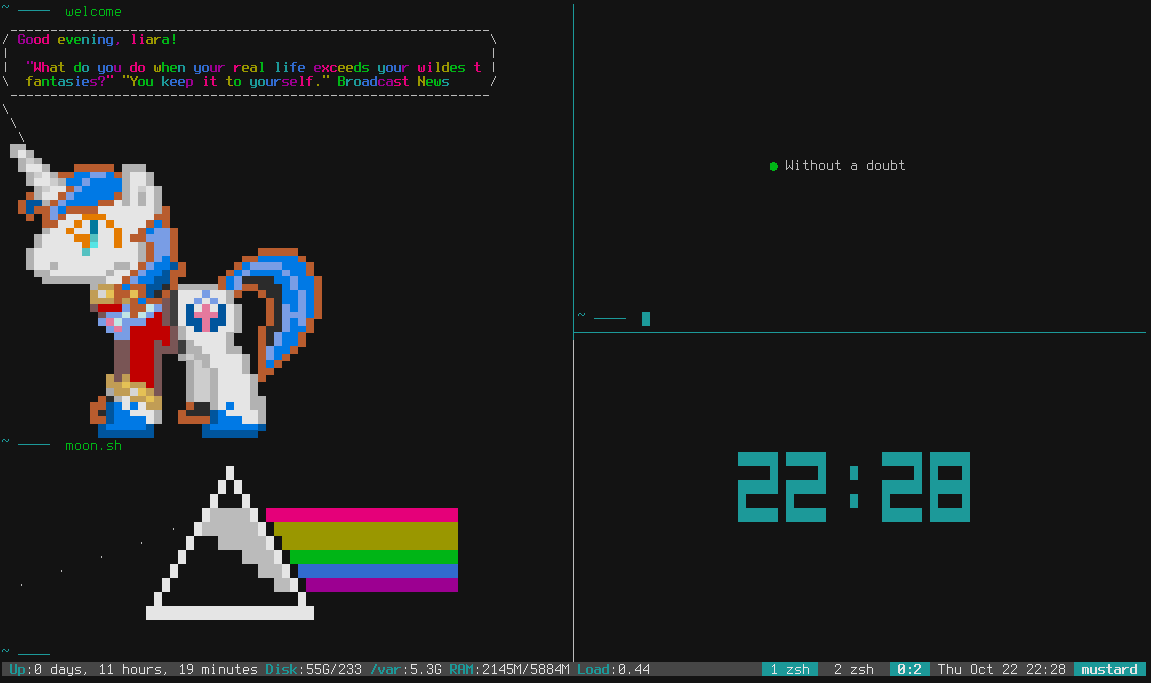 ~ ──── welcome
Good evening, liara!
"What do you do when your real life exceeds your wildes t
fantasies?" "You keep it to yourself." Broadcast News
~ ──── moon.sh
~ ────
● Without a doubt
~ ────
22:28
Up:0 days, 11 hours, 19 minutes Disk:55G/233 /var:5.3G RAM:2145M/5884M Load:0.44 1 zsh 2 zsh 0:2 Thu Oct 22 22:28 mustard